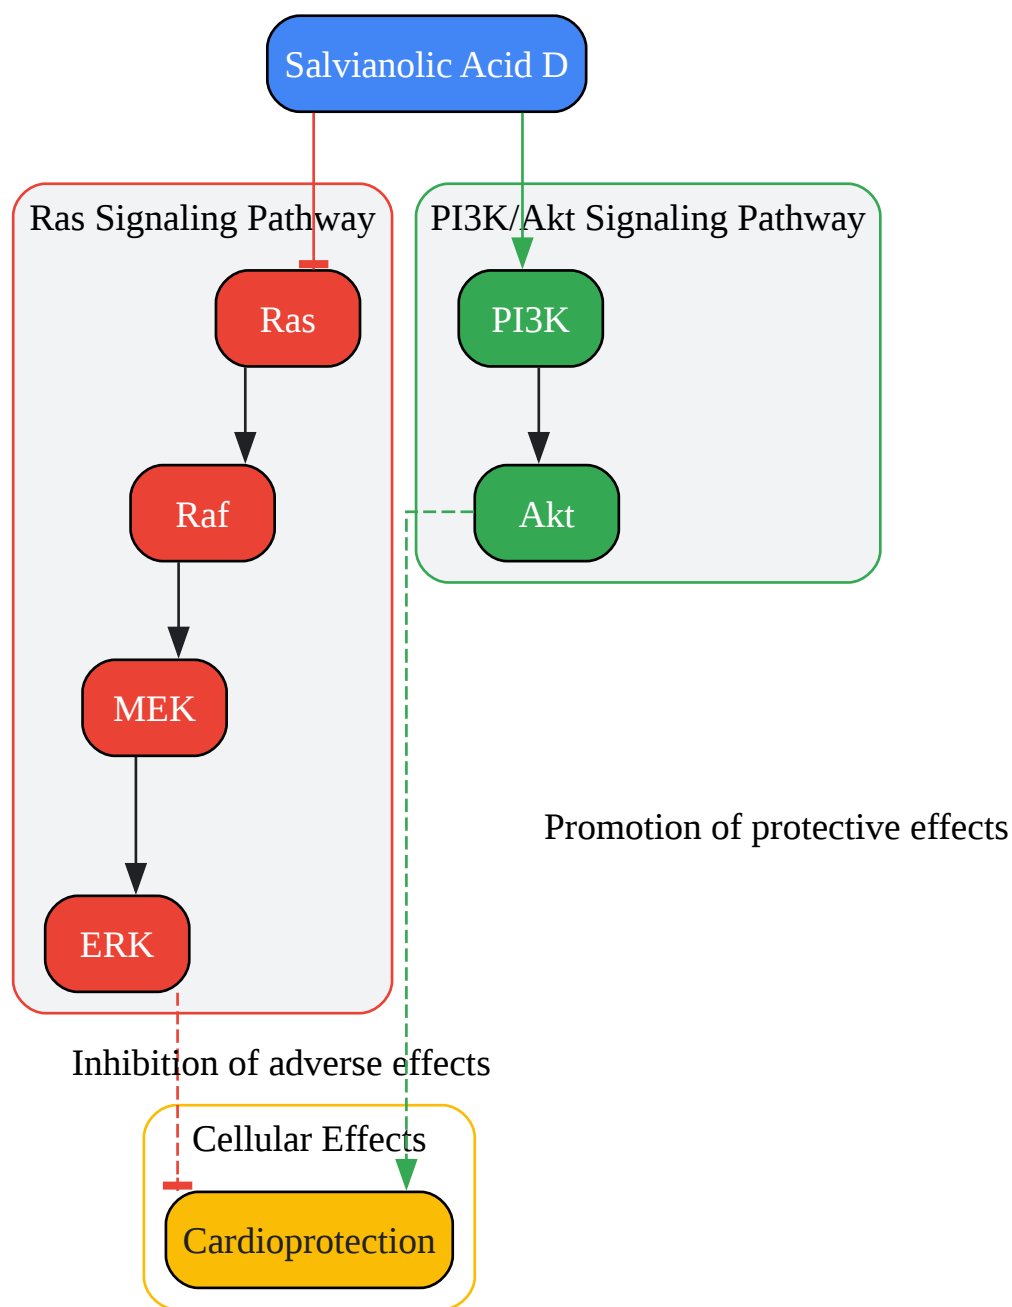 Salvianolic Acid D
Ras Signaling Pathway
PI3K/Akt Signaling Pathway
Ras
PI3K
Raf
Akt
MEK
Promotion of protective effects
ERK
Inhibition of adverse effects
Cellular Effects
Cardioprotection